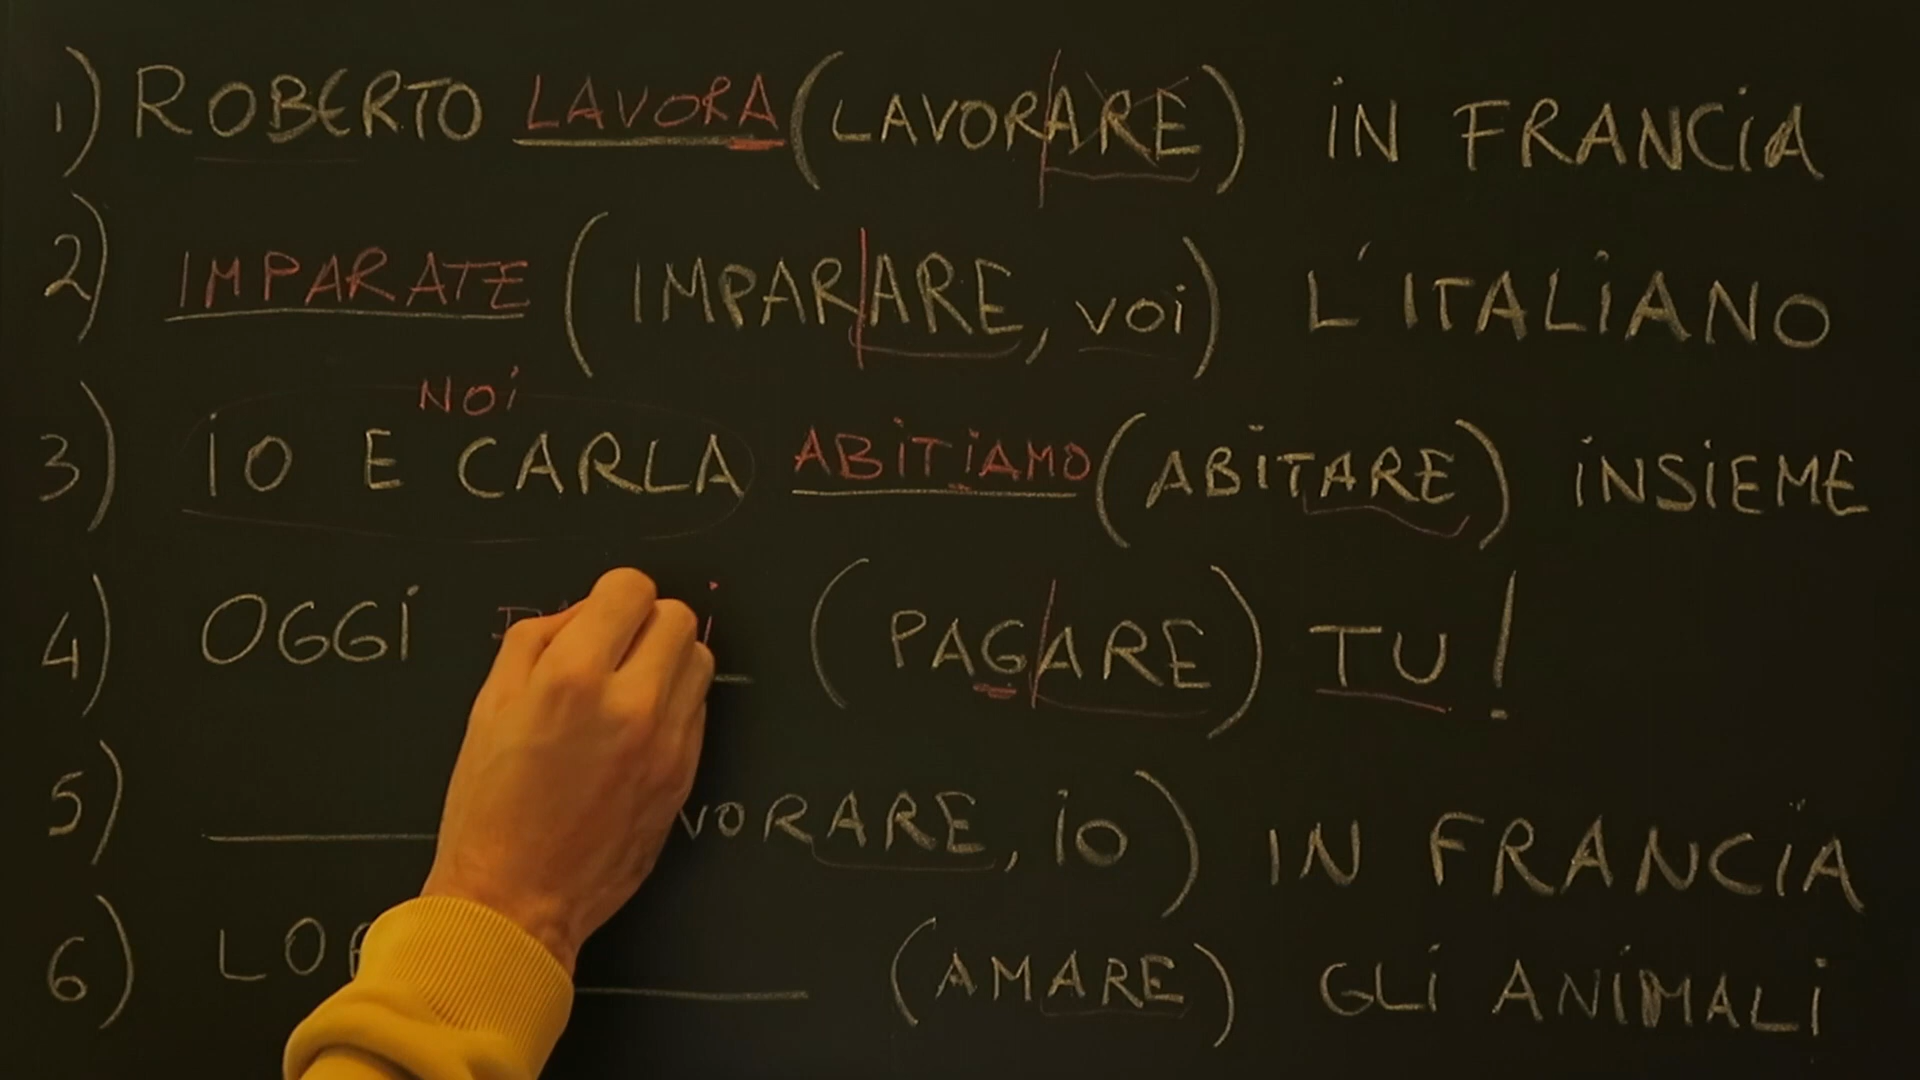 1) ROBERTO LAVORA (LAVORARE) IN FRANCIA
2) IMPARATE (IMPARARE, VOI) L'ITALIANO
NOI
3) IO E CARLA ABITIAMO (ABITARE) INSIEME
4) OGGI (PAGARE) TU!
5) VORARE, IO) IN FRANCIA
6) (AMARE) GLI ANIMALI